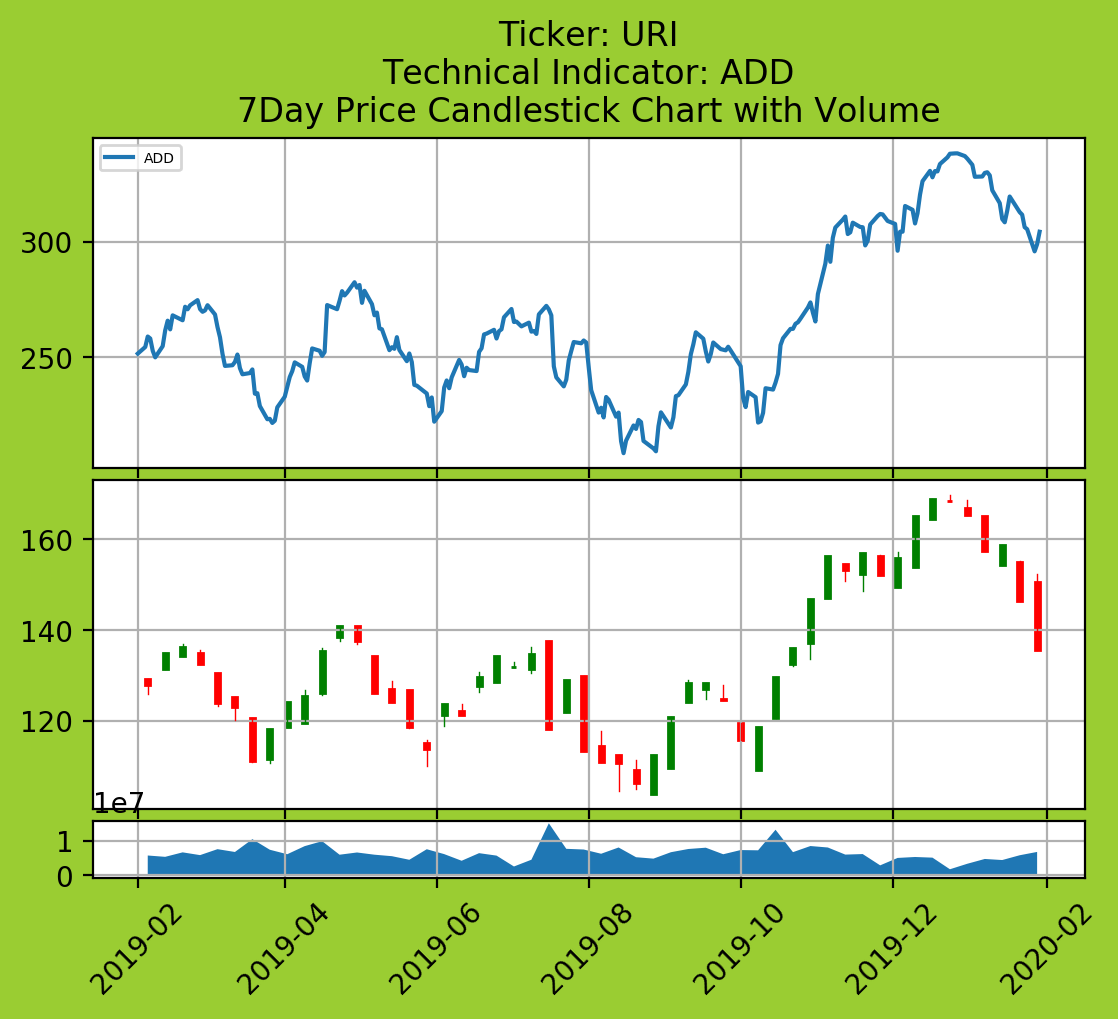 Ticker: URI
Technical Indicator: ADD
7Day Price Candlestick Chart with Volume
ADD
300
250
160
140
120
1e7
1
0
2019-02
2019-04
2019-06
2019-08
2019-10
2019-12
2020-02